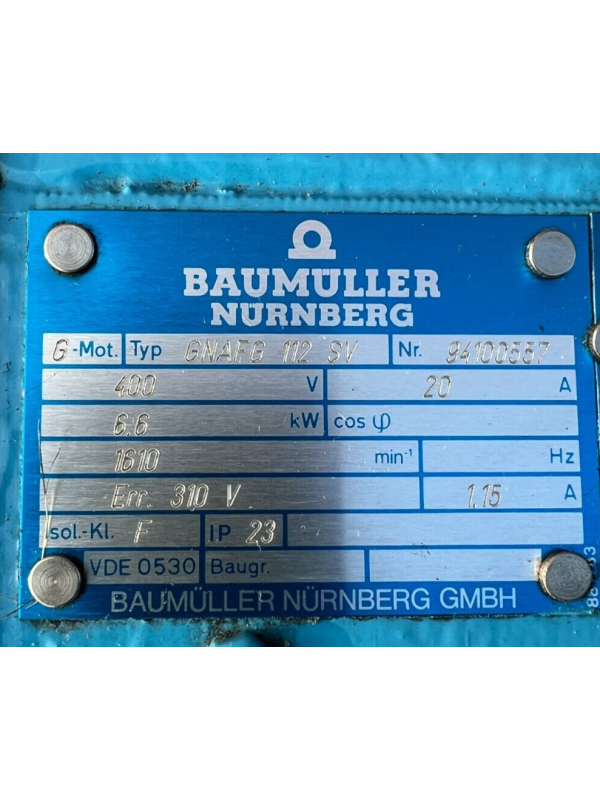 BAUMÜLLER
NÜRNBERG
G-Mot. Typ GNAFG 112 SV Nr. 94100557
400 V 20 A
6.6 kW cos φ
1610 min⁻¹ Hz
Err. 310 V 1,15 A
Isol.-Kl. F IP 23
VDE 0530 Baugr.
BAUMÜLLER NÜRNBERG GMBH